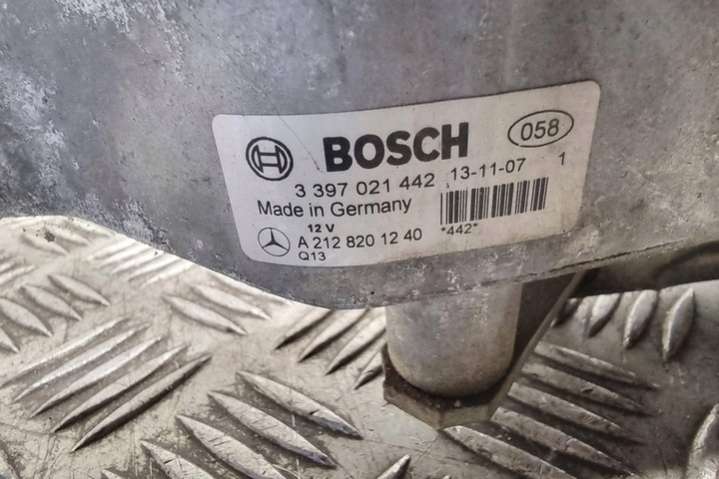 BOSCH 058
3 397 021 442 13-11-07 1
Made in Germany
12 V *442*
A 212 820 12 40
Q13